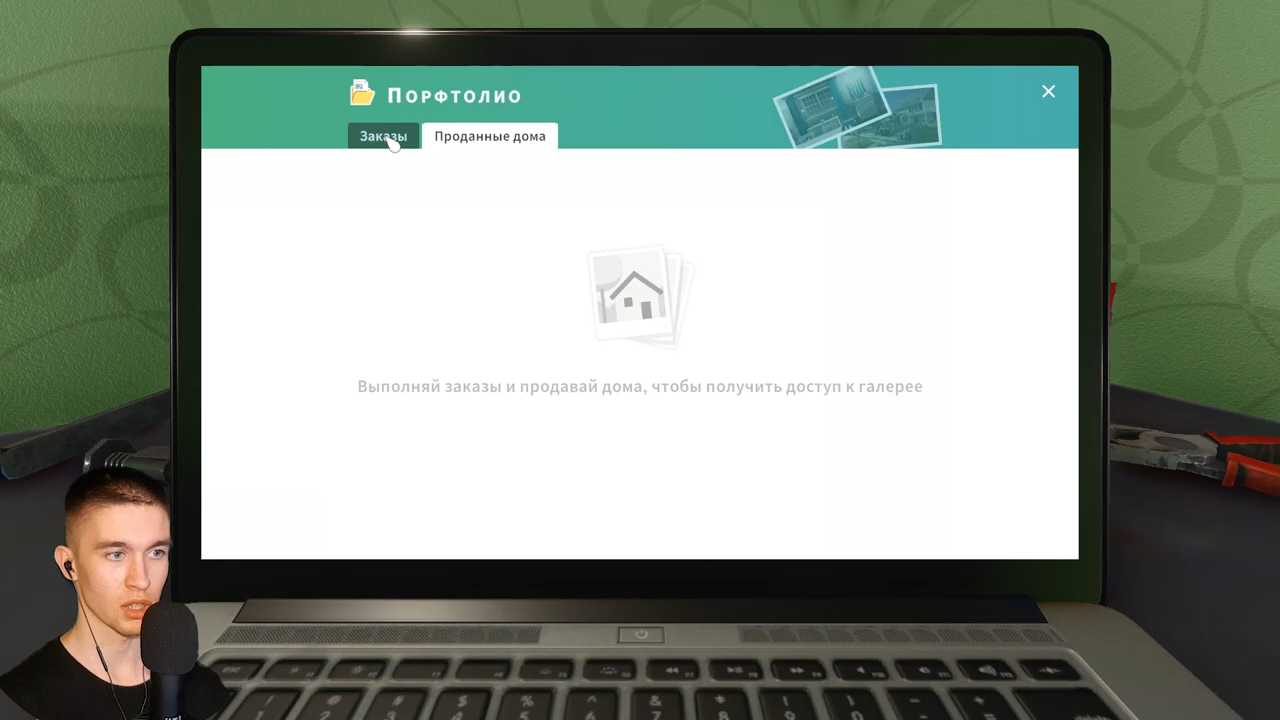 Порфтолио
Заказы
Проданные дома
Выполняй заказы и продавай дома, чтобы получить доступ к галерее